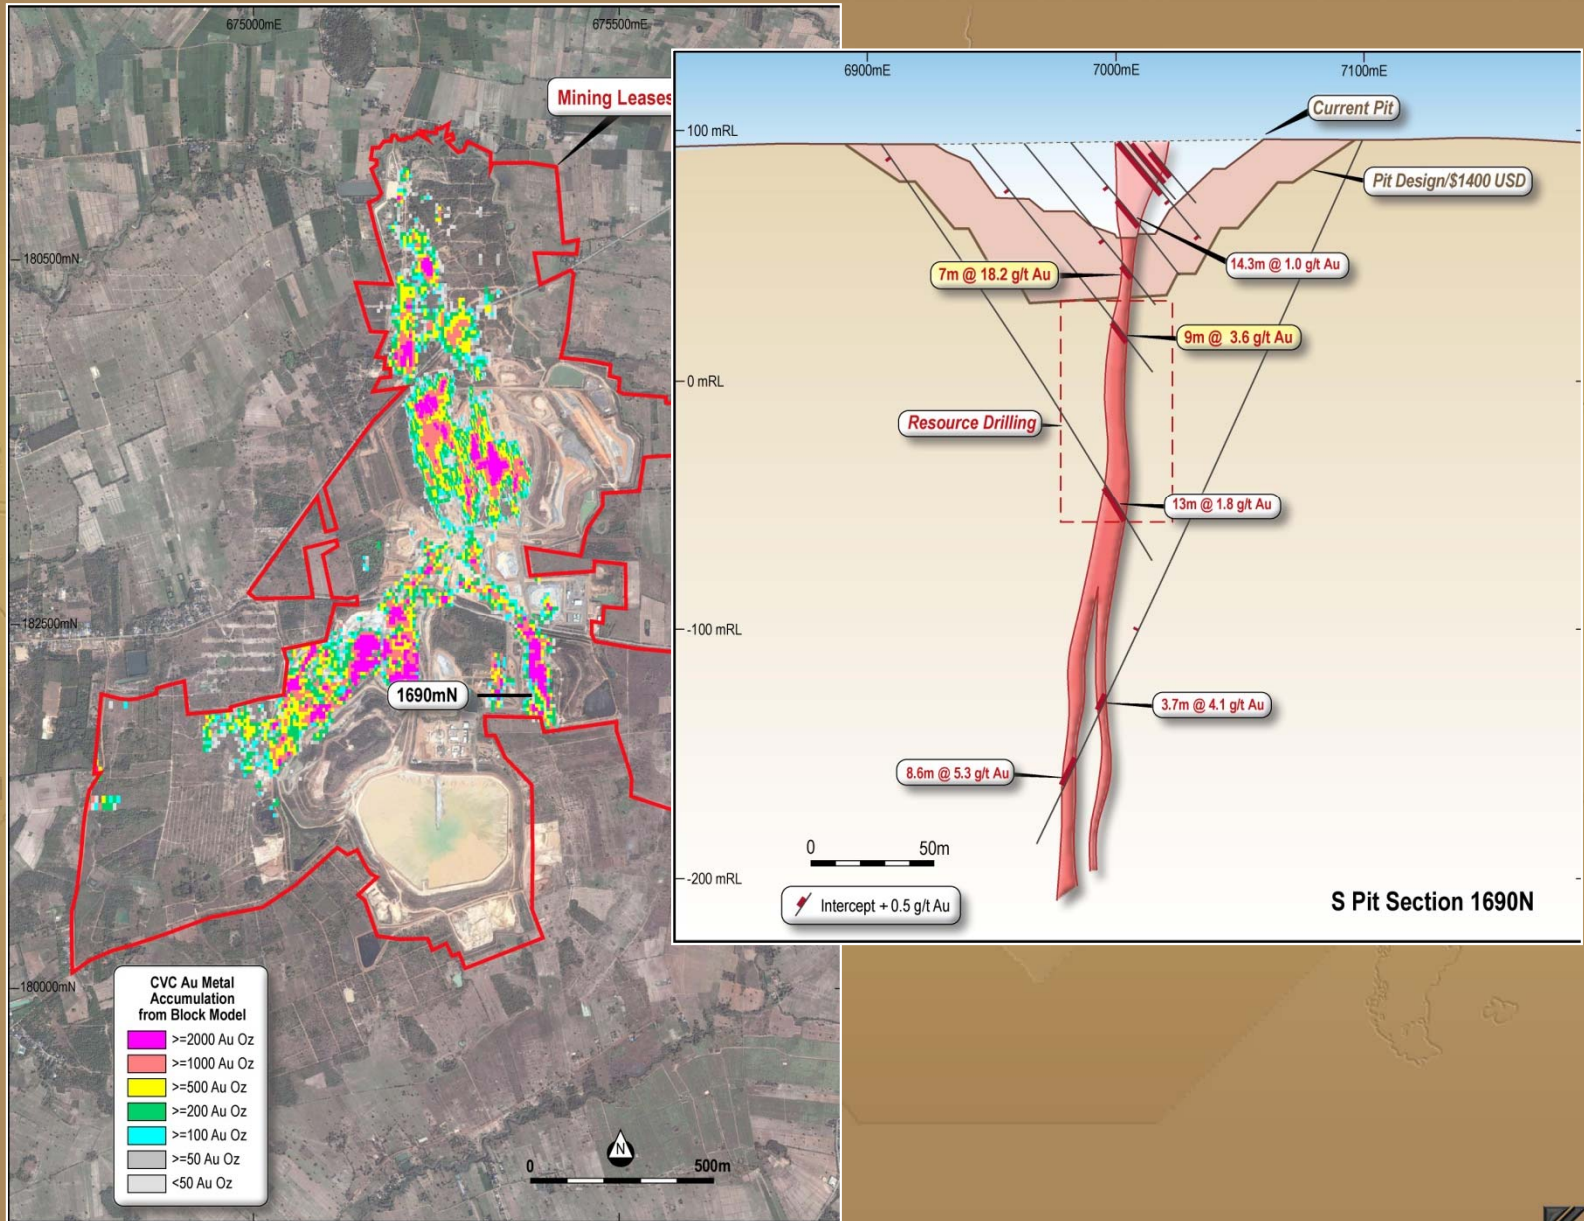 675000mE
675500mE
Mining Leases
180500mN
182500mN
1690mN
180000mN
CVC Au Metal
Accumulation
from Block Model
>=2000 Au Oz
>=1000 Au Oz
>=500 Au Oz
>=200 Au Oz
>=100 Au Oz
>=50 Au Oz
<50 Au Oz
N
0
500m
6900mE
7000mE
7100mE
100 mRL
Current Pit
Pit Design/$1400 USD
14.3m @ 1.0 g/t Au
7m @ 18.2 g/t Au
9m @ 3.6 g/t Au
0 mRL
Resource Drilling
13m @ 1.8 g/t Au
-100 mRL
3.7m @ 4.1 g/t Au
8.6m @ 5.3 g/t Au
0
50m
-200 mRL
Intercept + 0.5 g/t Au
S Pit Section 1690N